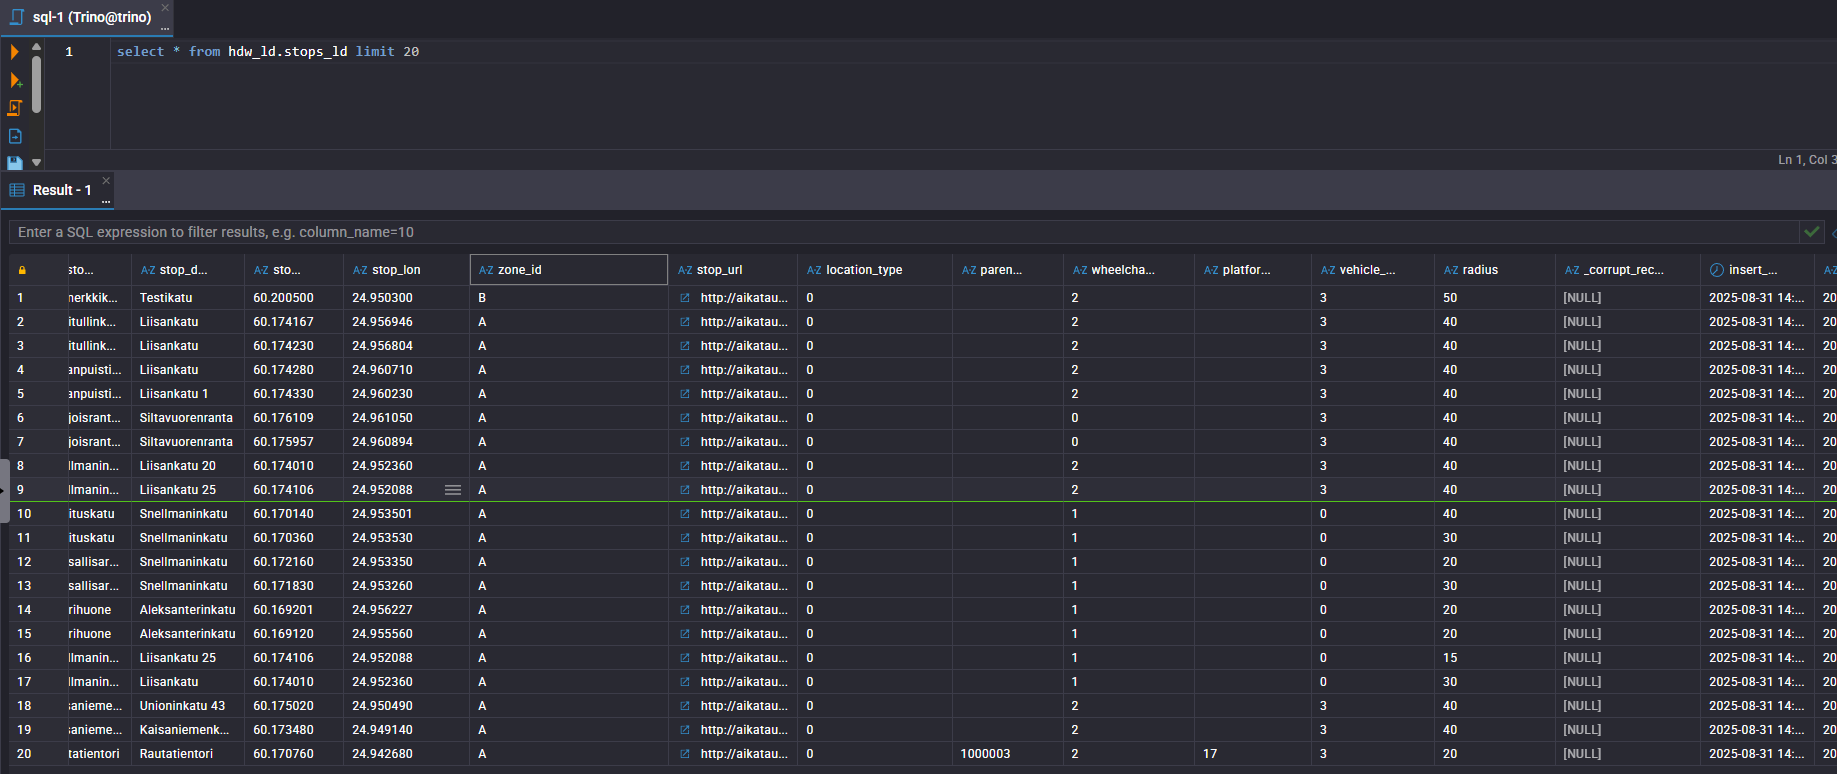 sql-1 (Trino@trino)
1 select * from hdw_ld.stops_ld limit 20
Ln 1, Col 3
Result - 1
Enter a SQL expression to filter results, e.g. column_name=10
sto... stop_d... sto... stop_lon zone_id stop_url location_type paren... wheelcha... platfor... vehicle_... radius _corrupt_rec... insert_...
1 Testikatu 60.200500 24.950300 B http://aikatau... 0 2 3 50 [NULL] 2025-08-31 14:... 20
2 itullink... Liisankatu 60.174167 24.956946 A http://aikatau... 0 2 3 40 [NULL] 2025-08-31 14:... 20
3 itullink... Liisankatu 60.174230 24.956804 A http://aikatau... 0 2 3 40 [NULL] 2025-08-31 14:... 20
4 anpuisti... Liisankatu 60.174280 24.960710 A http://aikatau... 0 2 3 40 [NULL] 2025-08-31 14:... 20
5 anpuisti... Liisankatu 1 60.174330 24.960230 A http://aikatau... 0 2 3 40 [NULL] 2025-08-31 14:... 20
6 joisrant... Siltavuorenranta 60.176109 24.961050 A http://aikatau... 0 0 3 40 [NULL] 2025-08-31 14:... 20
7 joisrant... Siltavuorenranta 60.175957 24.960894 A http://aikatau... 0 0 3 40 [NULL] 2025-08-31 14:... 20
8 llmanin... Liisankatu 20 60.174010 24.952360 A http://aikatau... 0 2 3 40 [NULL] 2025-08-31 14:... 20
9 llmanin... Liisankatu 25 60.174106 24.952088 A http://aikatau... 0 2 3 40 [NULL] 2025-08-31 14:... 20
10 ituskatu Snellmaninkatu 60.170140 24.953501 A http://aikatau... 0 1 0 40 [NULL] 2025-08-31 14:... 20
11 ituskatu Snellmaninkatu 60.170360 24.953530 A http://aikatau... 0 1 0 30 [NULL] 2025-08-31 14:... 20
12 sallisar... Snellmaninkatu 60.172160 24.953350 A http://aikatau... 0 1 0 20 [NULL] 2025-08-31 14:... 20
13 sallisar... Snellmaninkatu 60.171830 24.953260 A http://aikatau... 0 1 0 30 [NULL] 2025-08-31 14:... 20
14 rihuone Aleksanterinkatu 60.169201 24.956227 A http://aikatau... 0 1 0 20 [NULL] 2025-08-31 14:... 20
15 rihuone Aleksanterinkatu 60.169120 24.955560 A http://aikatau... 0 1 0 20 [NULL] 2025-08-31 14:... 20
16 llmanin... Liisankatu 25 60.174106 24.952088 A http://aikatau... 0 1 0 15 [NULL] 2025-08-31 14:... 20
17 llmanin... Liisankatu 60.174010 24.952360 A http://aikatau... 0 1 0 30 [NULL] 2025-08-31 14:... 20
18 sanieme... Unioninkatu 43 60.175020 24.950490 A http://aikatau... 0 2 3 40 [NULL] 2025-08-31 14:... 20
19 sanieme... Kaisaniemenk... 60.173480 24.949140 A http://aikatau... 0 2 3 40 [NULL] 2025-08-31 14:... 20
20 tatientori Rautatientori 60.170760 24.942680 A http://aikatau... 0 1000003 2 17 3 20 [NULL] 2025-08-31 14:... 20